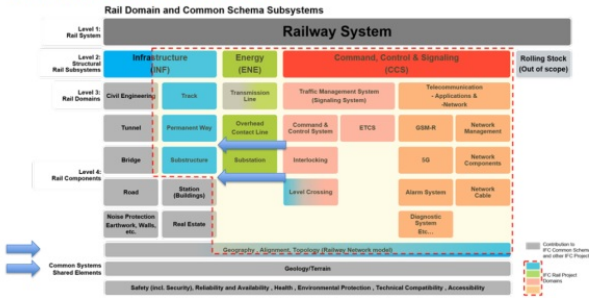 Rail Domain and Common Schema Subsystems
Level 1:
Rail System
Railway System
Level 2:
Structural
Rail Subsystems
Infrastructure
(INF)
Energy
(ENE)
Command, Control & Signaling
(CCS)
Rolling Stock
(Out of scope)
Level 3:
Rail Domains
Civil Engineering
Track
Transmission
Line
Traffic Management System
(Signaling System)
Telecommunication
- Applications &
-Network
Level 4:
Rail Components
Tunnel
Permanent Way
Overhead
Contact Line
Command &
Control System
ETCS
GSM-R
Network
Management
Bridge
Substructure
Substation
Interlocking
5G
Network
Components
Road
Station
(Buildings)
Level Crossing
Alarm System
Network
Cable
Noise Protection
Earthwork, Walls,
etc.
Real Estate
Diagnostic
System
Etc...
Geography , Alignment, Topology (Railway Network model)
Common Systems
Shared Elements
Geology/Terrain
Safety (incl. Security), Reliability and Availability , Health , Environmental Protection , Technical Compatibility , Accessibility
Contribution to
IFC Common Schema
and other IFC Project
IFC Rail Project
Domains